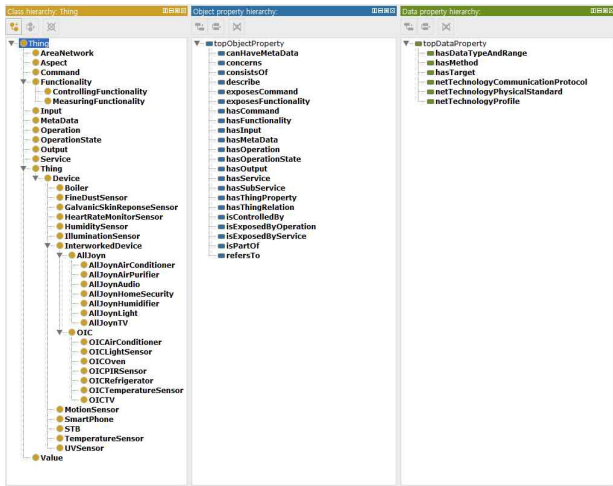 Class hierarchy: Thing
Thing
AreaNetwork
Aspect
Command
Functionality
ControllingFunctionality
MeasuringFunctionality
Input
MetaData
Operation
OperationState
Output
Service
Thing
Device
Boiler
FineDustSensor
GalvanicSkinReponseSensor
HeartRateMonitorSensor
HumiditySensor
IlluminationSensor
InterworkedDevice
AllJoyn
AllJoynAirConditioner
AllJoynAirPurifier
AllJoynAudio
AllJoynHomeSecurity
AllJoynHumidifier
AllJoynLight
AllJoynTV
OIC
OICAirConditioner
OICLightSensor
OICOven
OICPIRSensor
OICRefrigerator
OICTemperatureSensor
OICTV
MotionSensor
SmartPhone
STB
TemperatureSensor
UVSensor
Value
Object property hierarchy:
topObjectProperty
canHaveMetaData
concerns
consistsOf
describe
exposesCommand
exposesFunctionality
hasCommand
hasFunctionality
hasInput
hasMetaData
hasOperation
hasOperationState
hasOutput
hasService
hasSubService
hasThingProperty
hasThingRelation
isControlledBy
isExposedByOperation
isExposedByService
isPartOf
refersTo
Data property hierarchy:
topDataProperty
hasDataTypeAndRange
hasMethod
hasTarget
netTechnologyCommunicationProtocol
netTechnologyPhysicalStandard
netTechnologyProfile